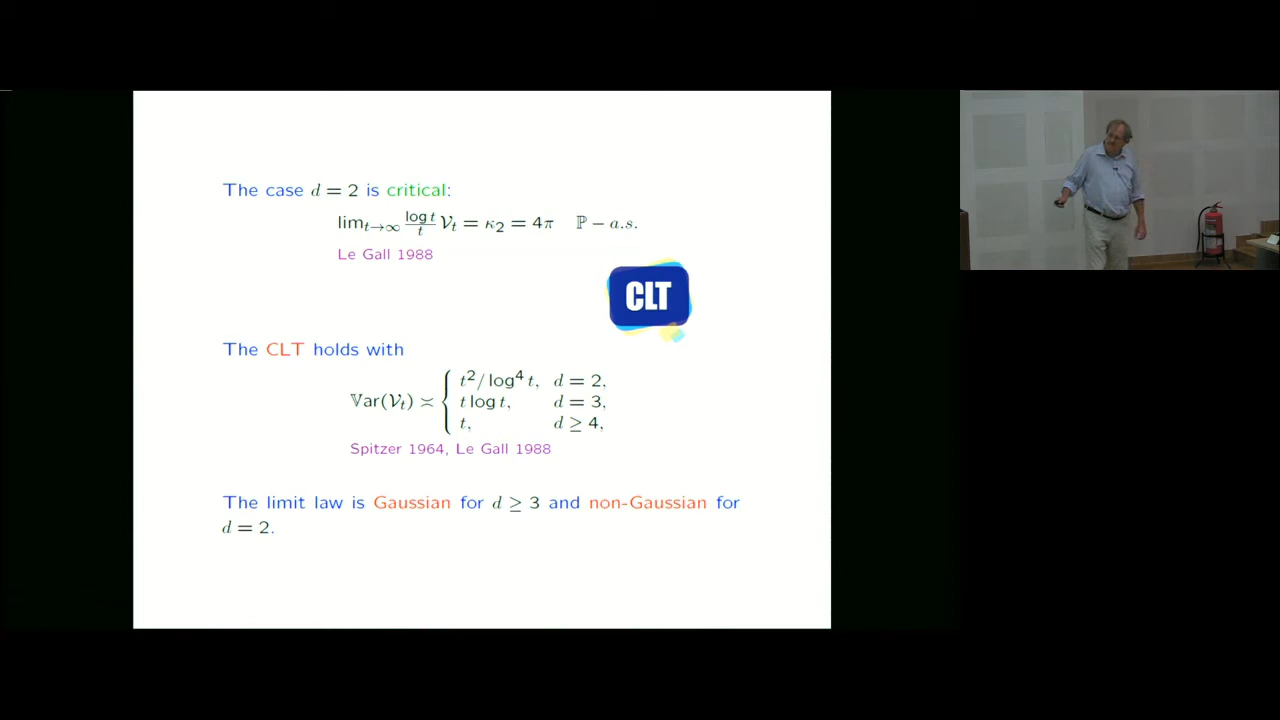 The case d = 2 is critical:
lim_{t→∞} \frac{log t}{t} 𝒱_t = κ_2 = 4π ℙ − a.s.
Le Gall 1988
CLT
The CLT holds with
𝕍ar(𝒱_t) ≍ { t^2/ log^4 t, d = 2,
t log t, d = 3,
t, d ≥ 4,
Spitzer 1964, Le Gall 1988
The limit law is Gaussian for d ≥ 3 and non-Gaussian for
d = 2.